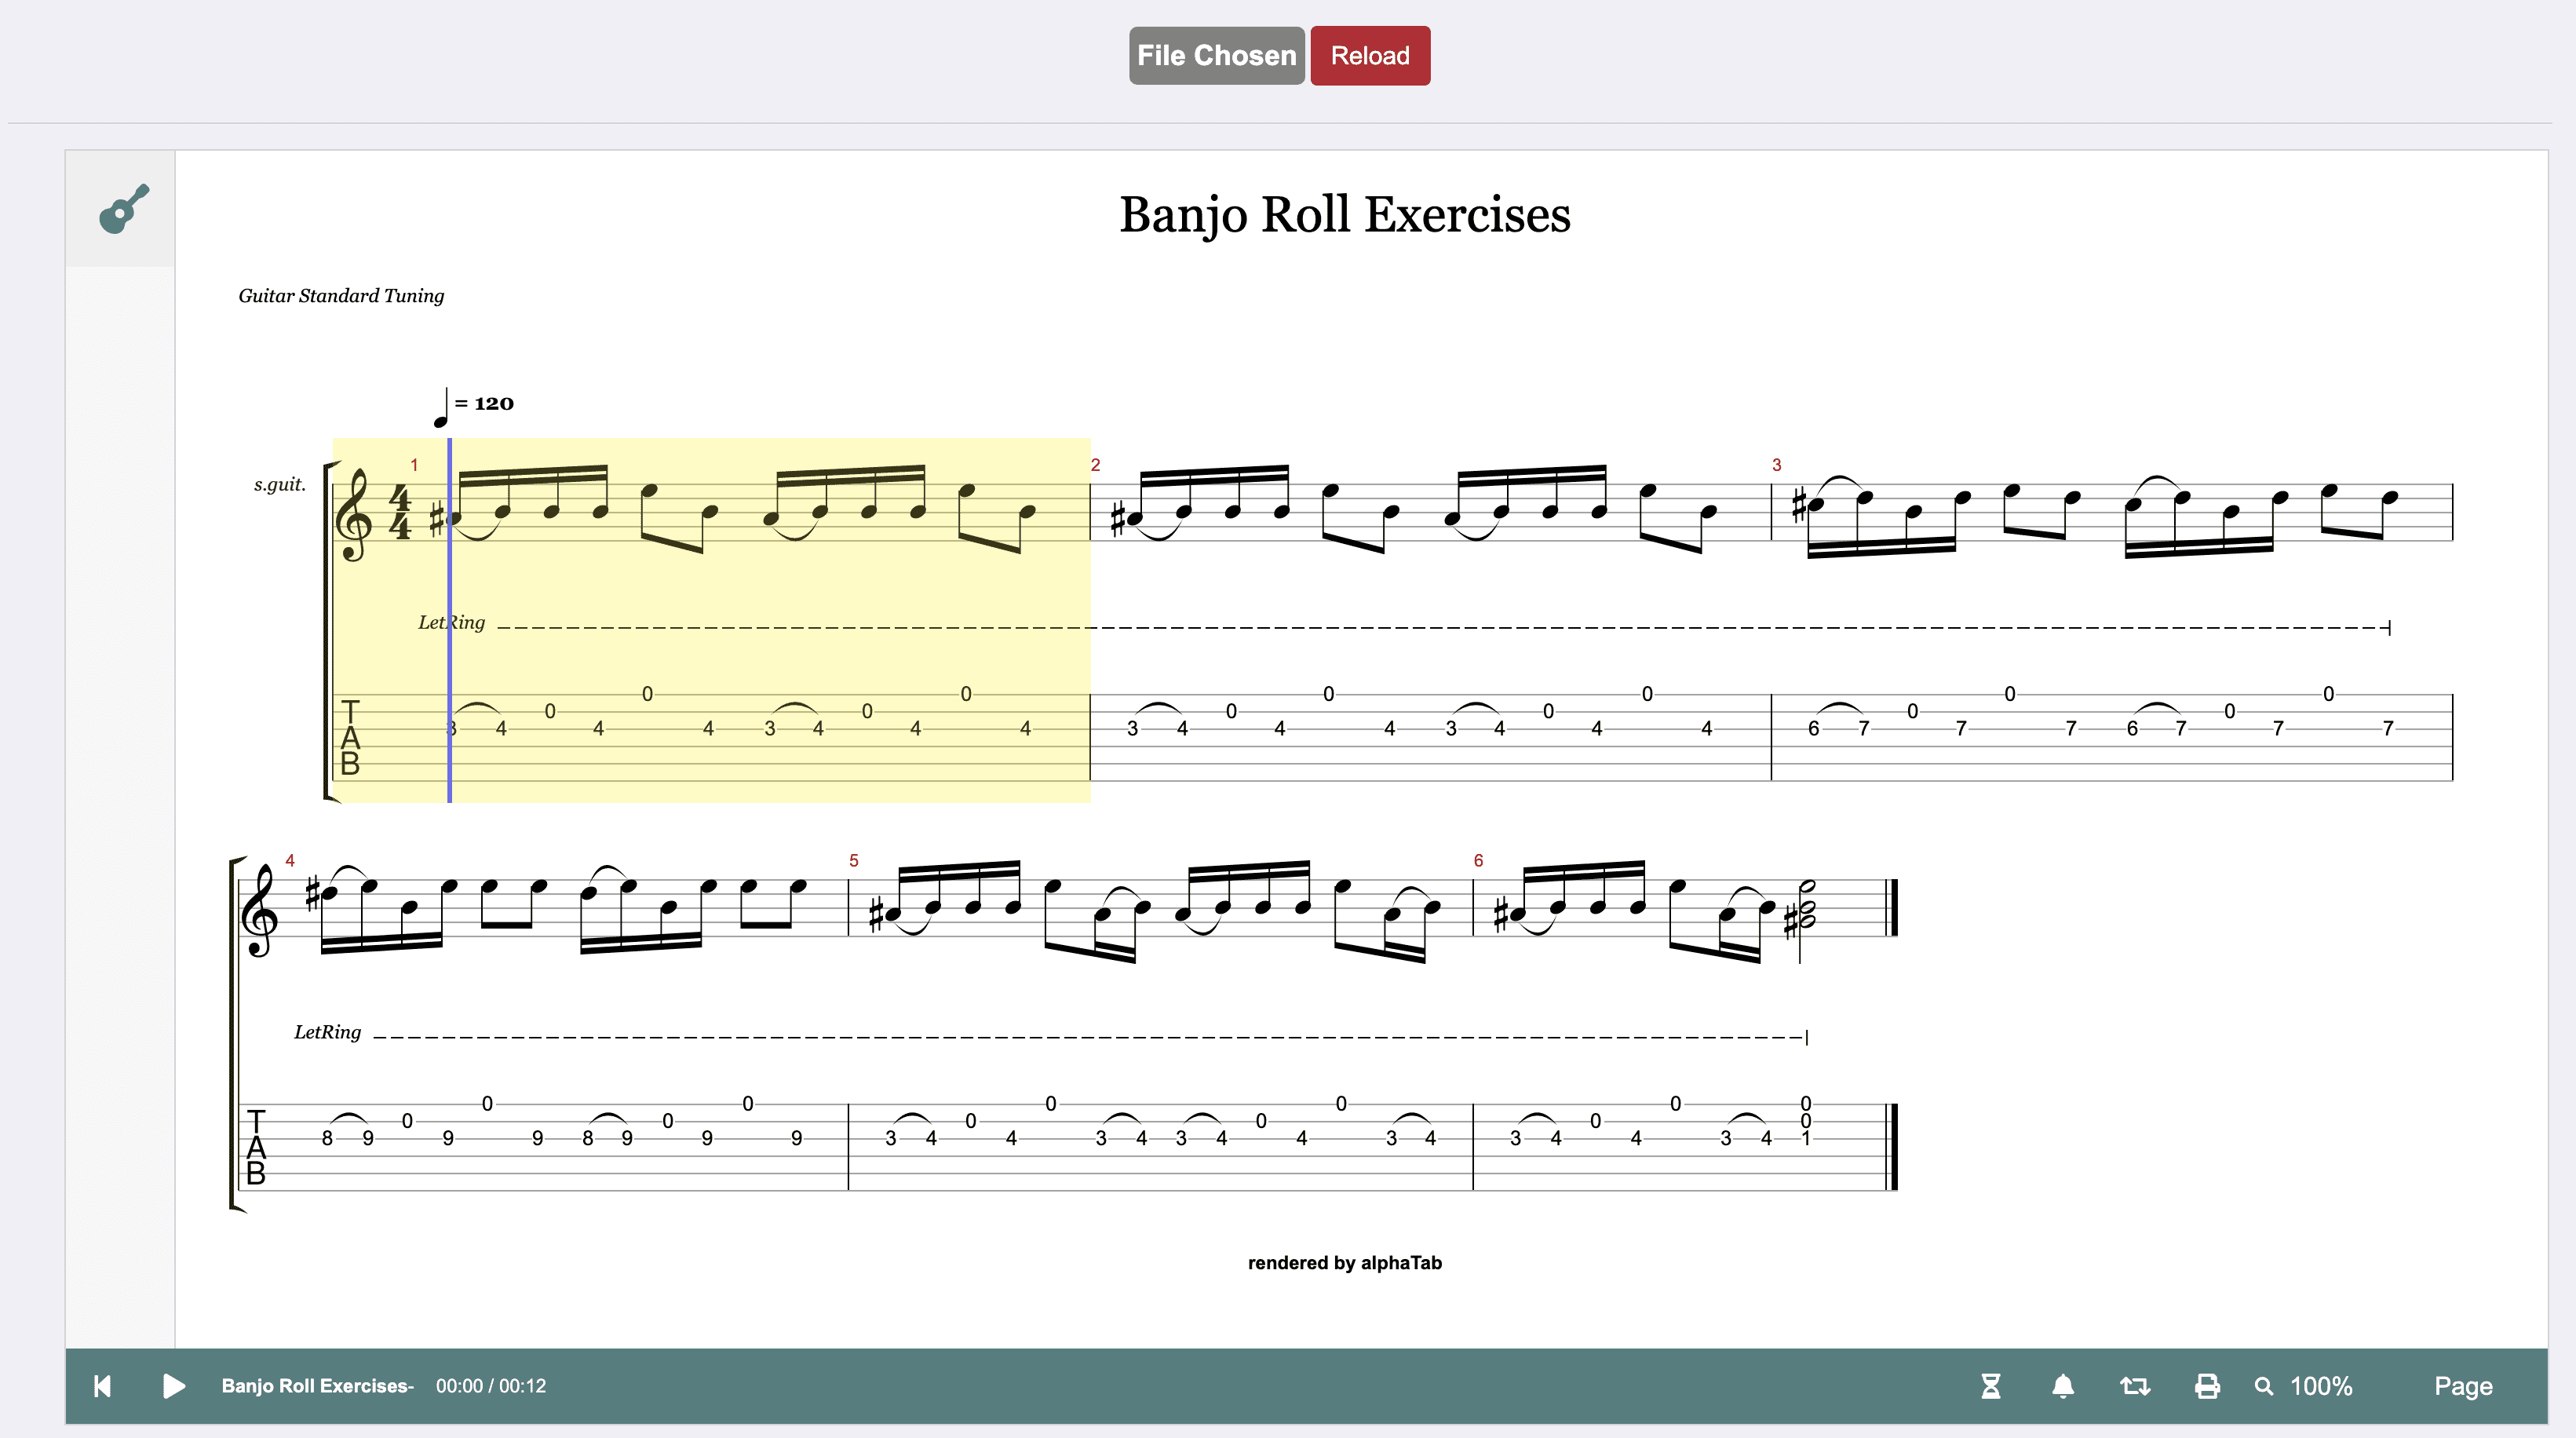 File Chosen Reload
Banjo Roll Exercises
Guitar Standard Tuning
= 120
s.guit.
1 2 3
4
4
LetRing
T
A
B
3 4 0 4 0 4 3 4 0 4 0 4 3 4 0 4 0 4 3 4 0 4 0 4 6 7 0 7 0 7 6 7 0 7 0 7
4 5 6
LetRing
T
A
B
8 9 0 9 0 9 8 9 0 9 0 9 3 4 0 4 0 3 4 3 4 0 4 0 3 4 3 4 0 4 0 3 4 0
0
1
rendered by alphaTab
Banjo Roll Exercises- 00:00 / 00:12 100% Page